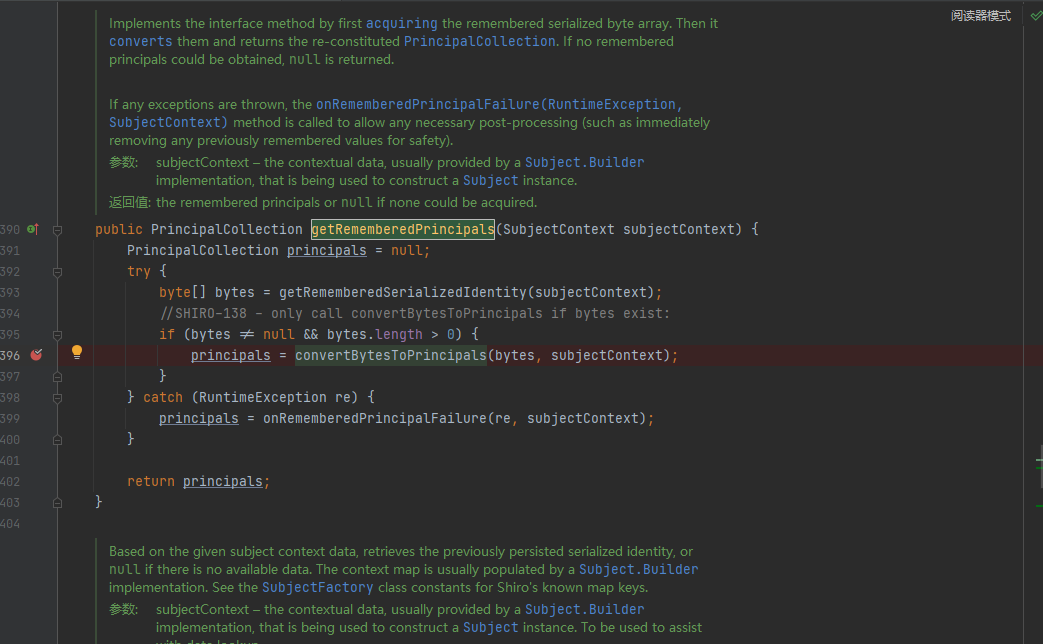 阅读器模式
Implements the interface method by first acquiring the remembered serialized byte array. Then it
converts them and returns the re-constituted PrincipalCollection. If no remembered
principals could be obtained, null is returned.
If any exceptions are thrown, the onRememberedPrincipalFailure(RuntimeException,
SubjectContext) method is called to allow any necessary post-processing (such as immediately
removing any previously remembered values for safety).
参数: subjectContext – the contextual data, usually provided by a Subject.Builder
implementation, that is being used to construct a Subject instance.
返回值: the remembered principals or null if none could be acquired.
390 public PrincipalCollection getRememberedPrincipals(SubjectContext subjectContext) {
391 PrincipalCollection principals = null;
392 try {
393 byte[] bytes = getRememberedSerializedIdentity(subjectContext);
394 //SHIRO-138 - only call convertBytesToPrincipals if bytes exist:
395 if (bytes ≠ null && bytes.length > 0) {
396 principals = convertBytesToPrincipals(bytes, subjectContext);
397 }
398 } catch (RuntimeException re) {
399 principals = onRememberedPrincipalFailure(re, subjectContext);
400 }
401
402 return principals;
403 }
404
Based on the given subject context data, retrieves the previously persisted serialized identity, or
null if there is no available data. The context map is usually populated by a Subject.Builder
implementation. See the SubjectFactory class constants for Shiro's known map keys.
参数: subjectContext – the contextual data, usually provided by a Subject.Builder
implementation, that is being used to construct a Subject instance. To be used to assist
with data lookup.